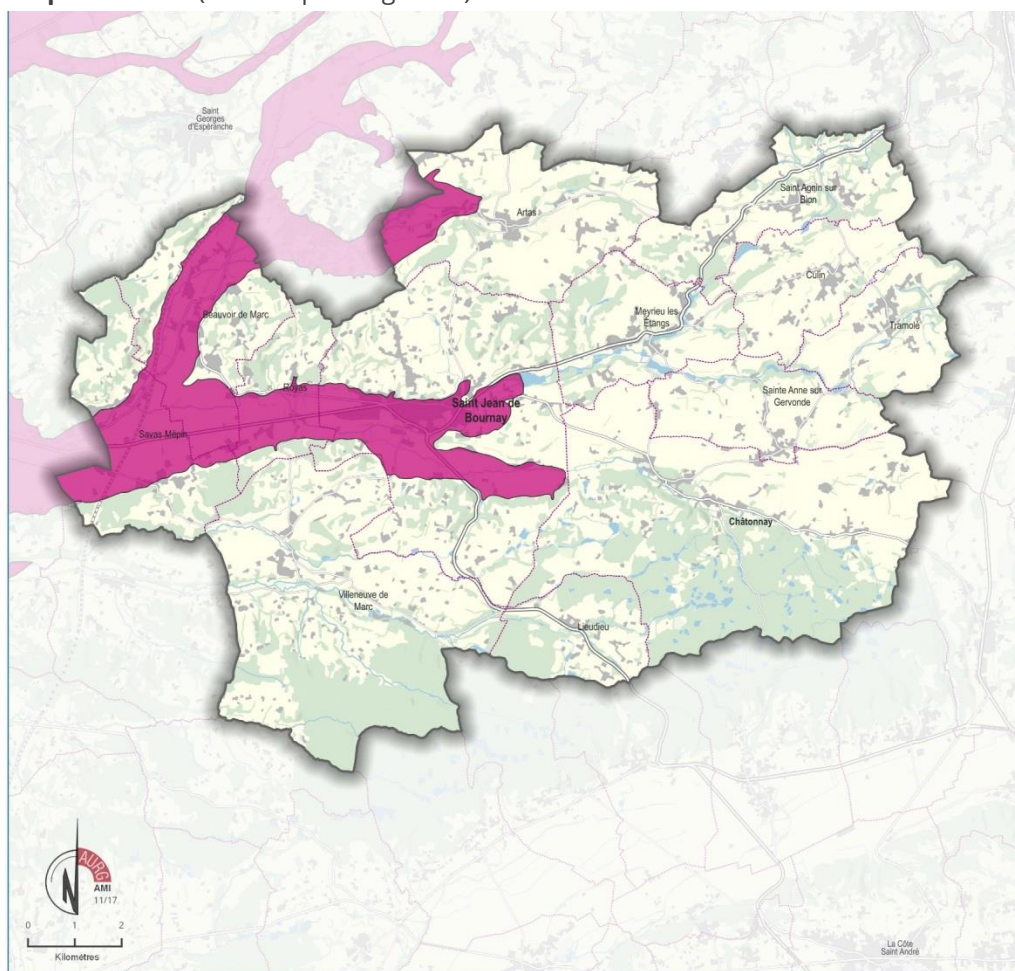 Saint
Georges
d'Espéranche
Artas
Saint Agnin sur
Bion
Culin
Tramolé
Beauvoir de Marc
Meyrieu les
Étangs
Royas
Saint Jean de
Bournay
Sainte Anne sur
Gervonde
Savas Mépin
Châtonnay
Villeneuve de
Marc
Lieudieu
AURG
AMI
11/17
N
0 1 2
Kilomètres
La Côte
Saint André